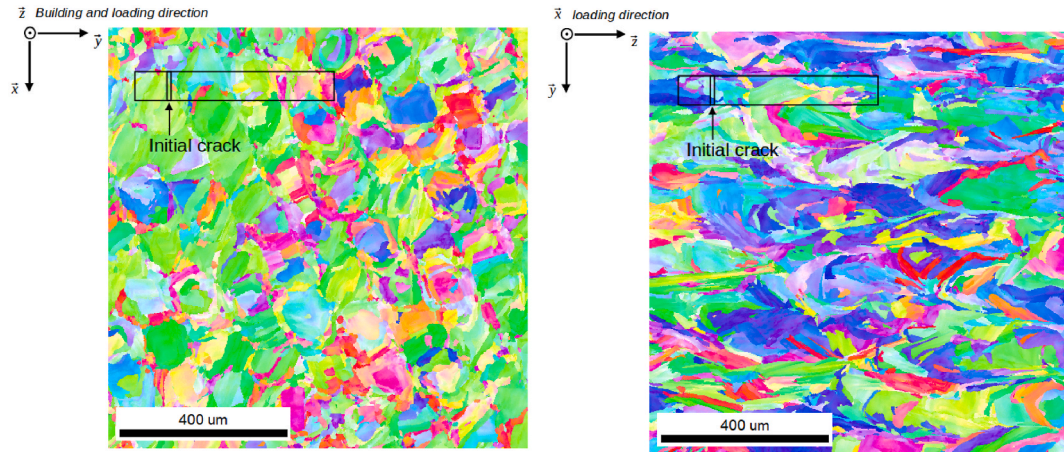 z⃗ Building and loading direction
y⃗
x⃗
Initial crack
400 um
x⃗ loading direction
z⃗
y⃗
Initial crack
400 um